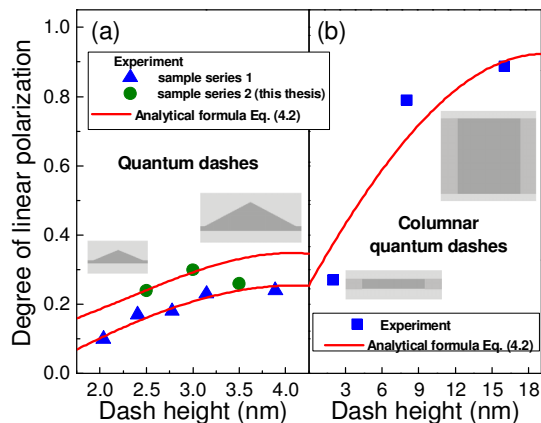 (a)
Experiment
sample series 1
sample series 2 (this thesis)
Analytical formula Eq. (4.2)
Quantum dashes
(b)
Columnar
quantum dashes
Experiment
Analytical formula Eq. (4.2)
Degree of linear polarization
1.0
0.8
0.6
0.4
0.2
0.0
2.0 2.5 3.0 3.5 4.0
3 6 9 12 15 18
Dash height (nm) Dash height (nm)